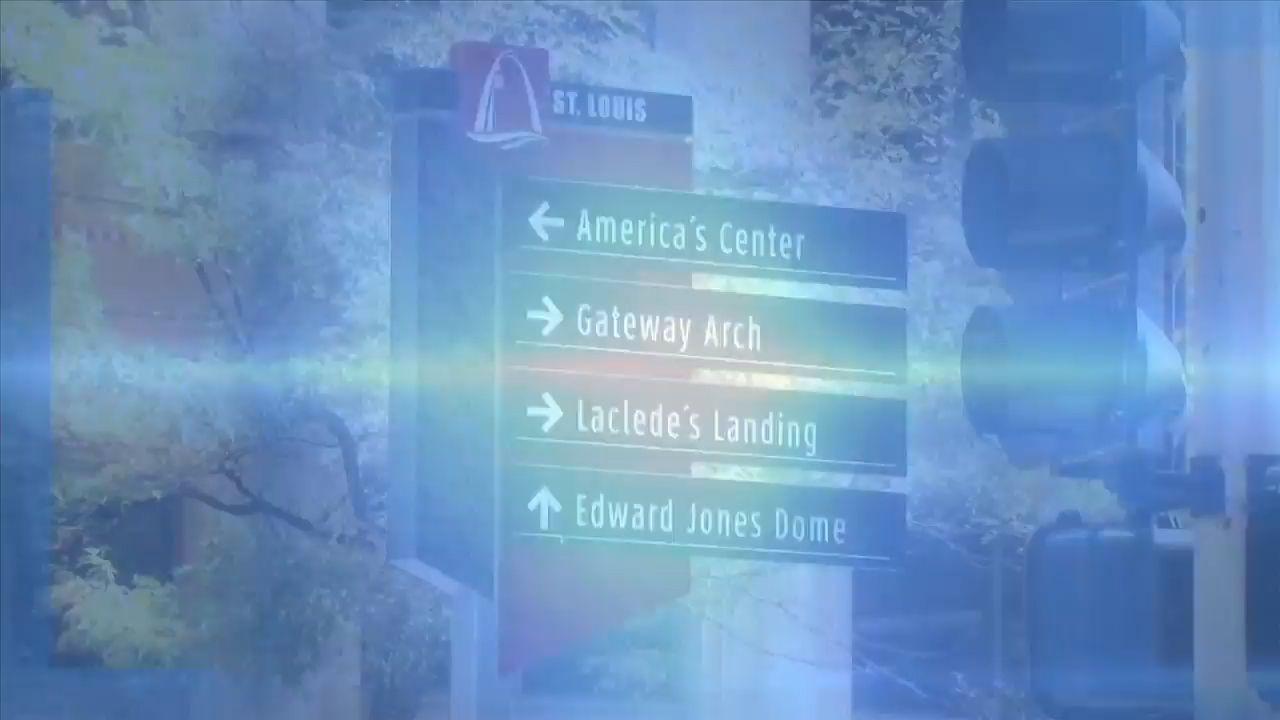 ST. LOUIS
America's Center
Gateway Arch
Laclede's Landing
Edward Jones Dome